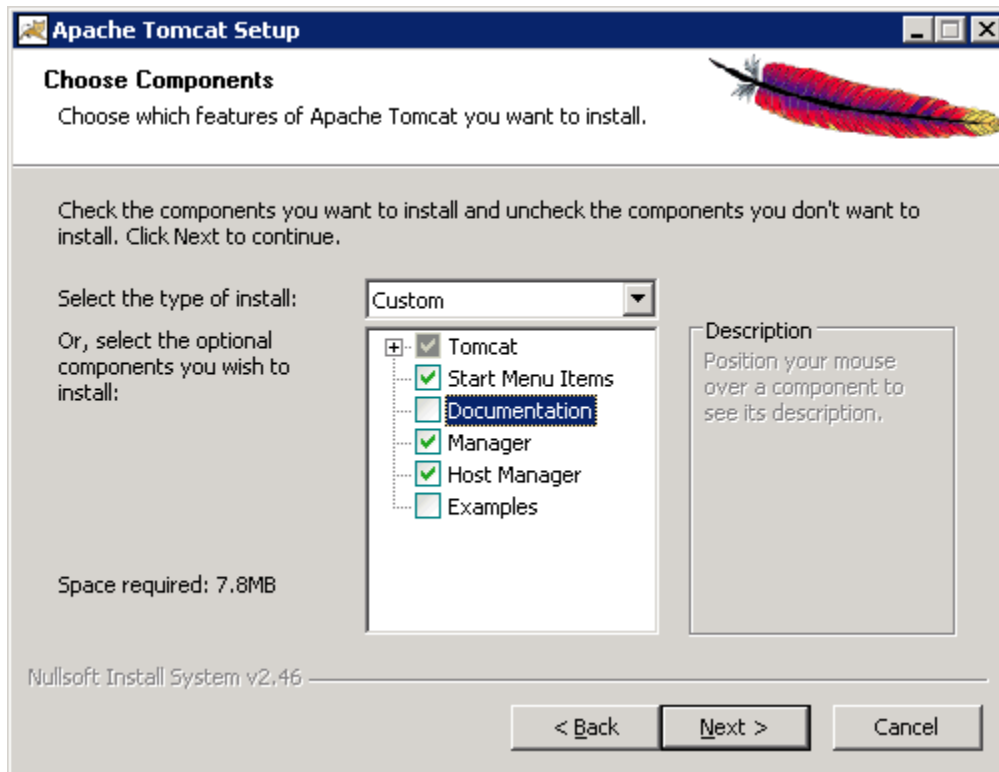 Apache Tomcat Setup
Choose Components
Choose which features of Apache Tomcat you want to install.
Check the components you want to install and uncheck the components you don't want to
install. Click Next to continue.
Select the type of install:
Custom
Or, select the optional
components you wish to
install:
Tomcat
Start Menu Items
Documentation
Manager
Host Manager
Examples
Description
Position your mouse
over a component to
see its description.
Space required: 7.8MB
Nullsoft Install System v2.46
< Back
Next >
Cancel